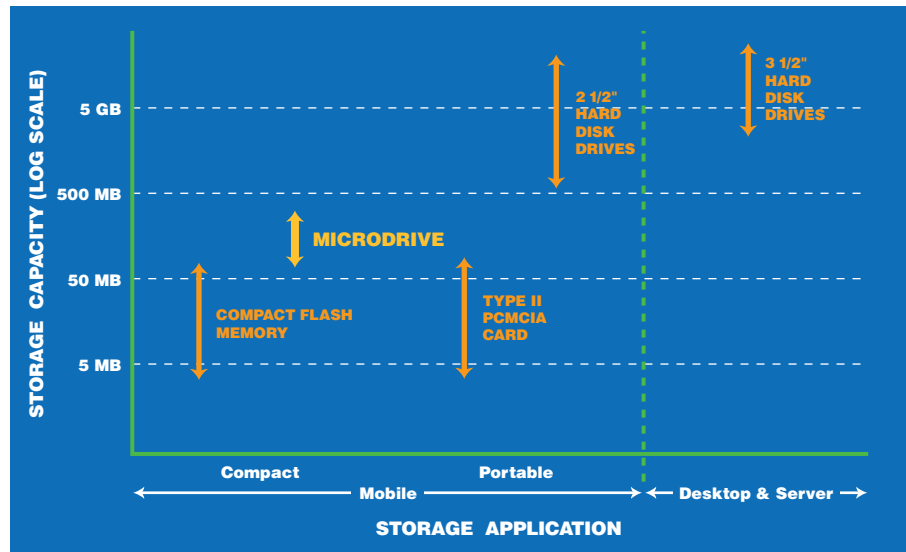 STORAGE CAPACITY (LOG SCALE)
5 GB
500 MB
50 MB
5 MB
2 1/2"
HARD
DISK
DRIVES
3 1/2"
HARD
DISK
DRIVES
MICRODRIVE
COMPACT FLASH
MEMORY
TYPE II
PCMCIA
CARD
Compact
Portable
Mobile
Desktop & Server
STORAGE APPLICATION